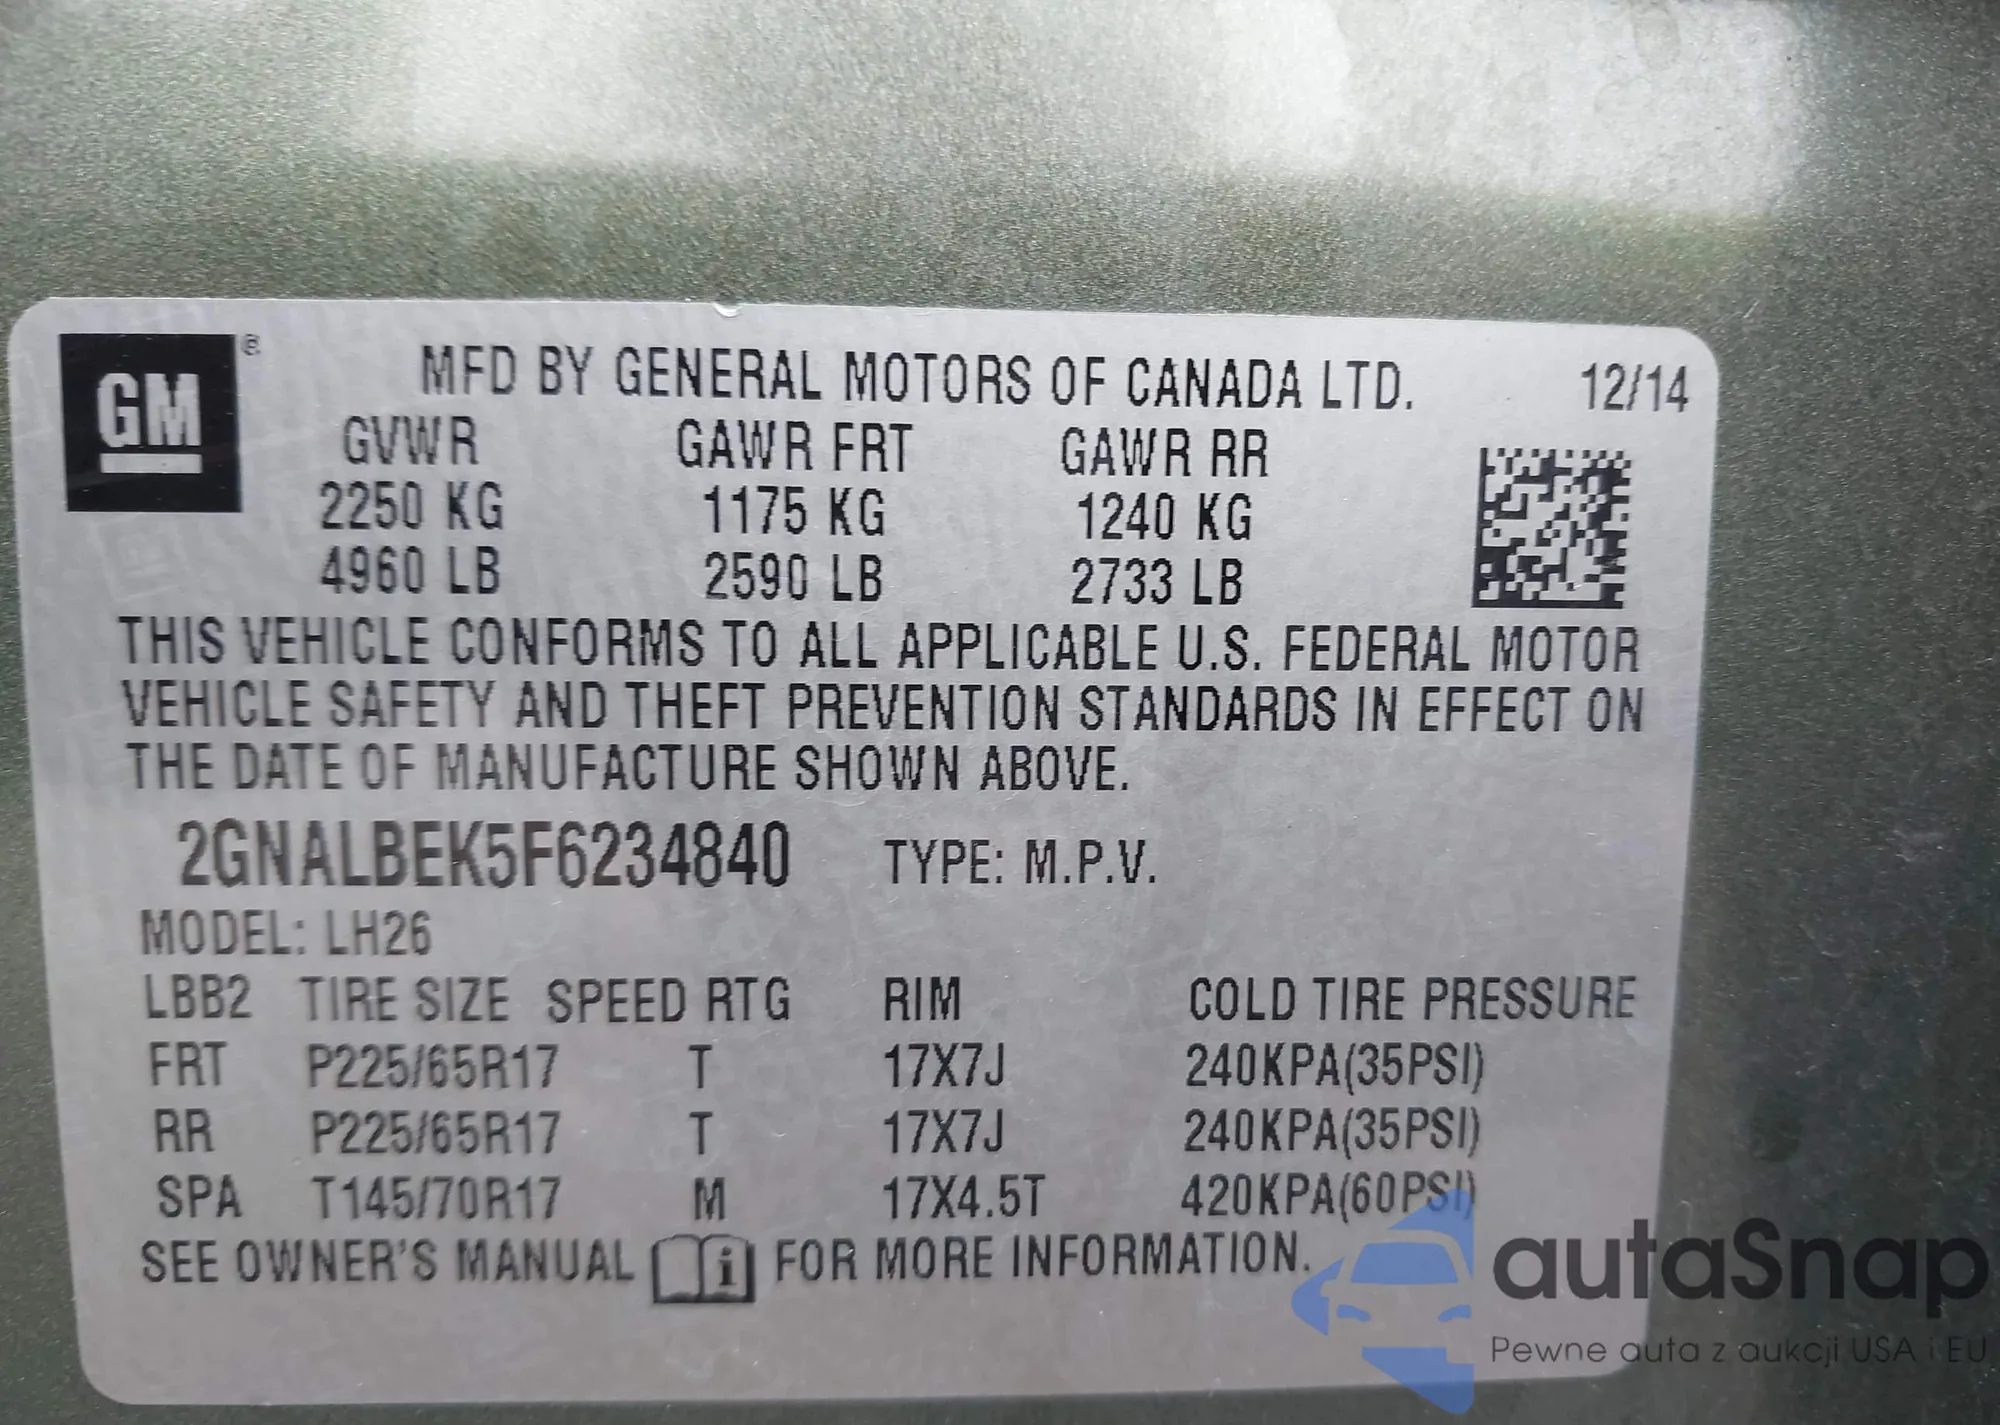 GM ®
MFD BY GENERAL MOTORS OF CANADA LTD. 12/14
GVWR GAWR FRT GAWR RR
2250 KG 1175 KG 1240 KG
4960 LB 2590 LB 2733 LB
THIS VEHICLE CONFORMS TO ALL APPLICABLE U.S. FEDERAL MOTOR
VEHICLE SAFETY AND THEFT PREVENTION STANDARDS IN EFFECT ON
THE DATE OF MANUFACTURE SHOWN ABOVE.
2GNALBEK5F6234840 TYPE: M.P.V.
MODEL: LH26
LBB2 TIRE SIZE SPEED RTG RIM COLD TIRE PRESSURE
FRT P225/65R17 T 17X7J 240KPA(35PSI)
RR P225/65R17 T 17X7J 240KPA(35PSI)
SPA T145/70R17 M 17X4.5T 420KPA(60PSI)
SEE OWNER'S MANUAL i FOR MORE INFORMATION.
autaSnap
Pewne auta z aukcji USA i EU